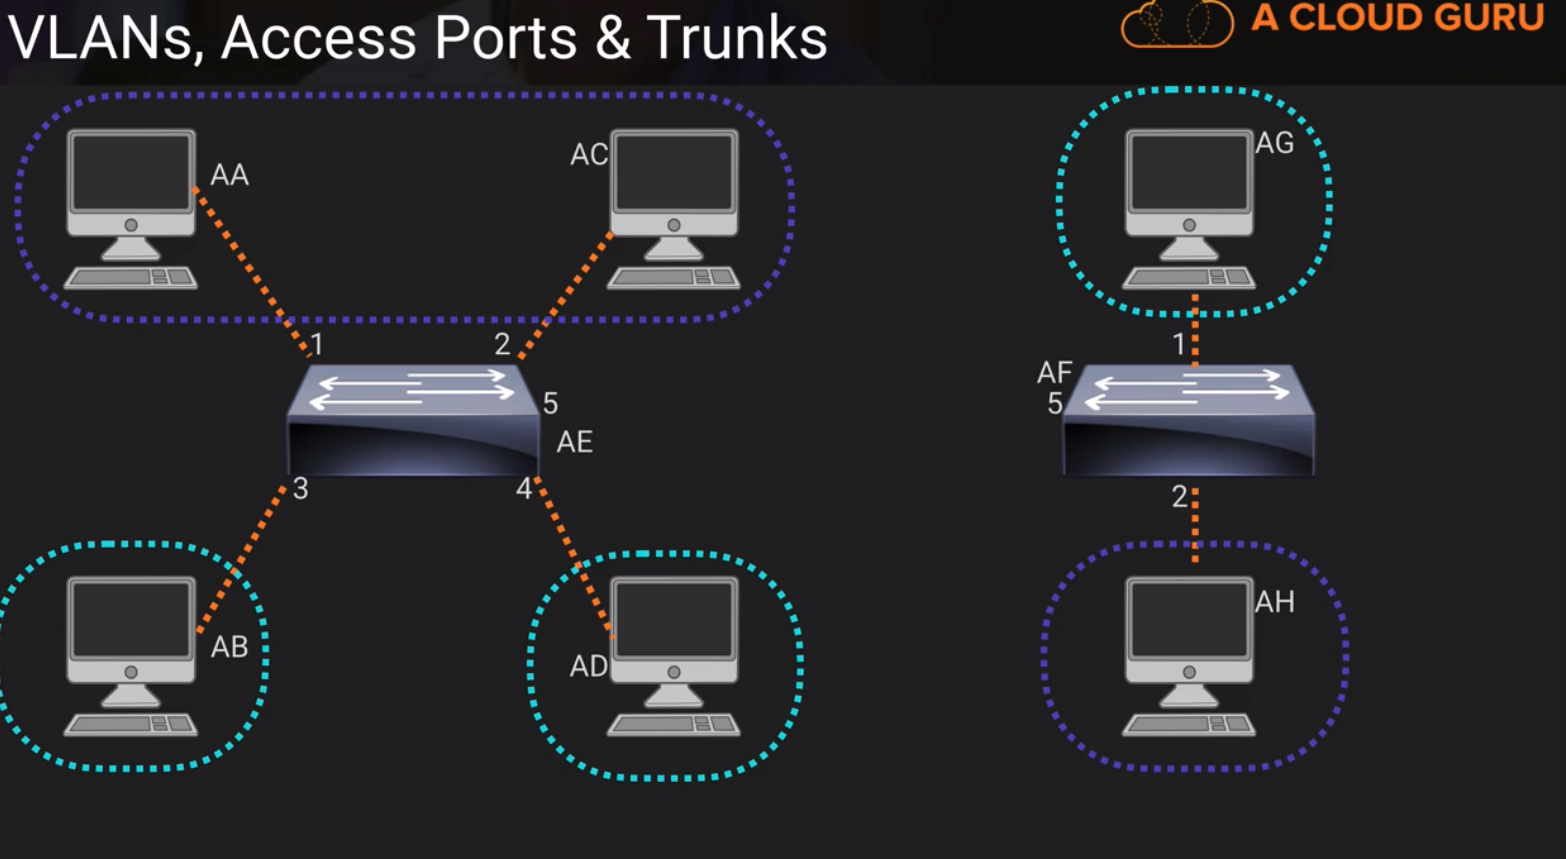 VLANs, Access Ports & Trunks
A CLOUD GURU
AA
AC
AG
1
2
1
AF
5
5
AE
3
4
2
AB
AD
AH